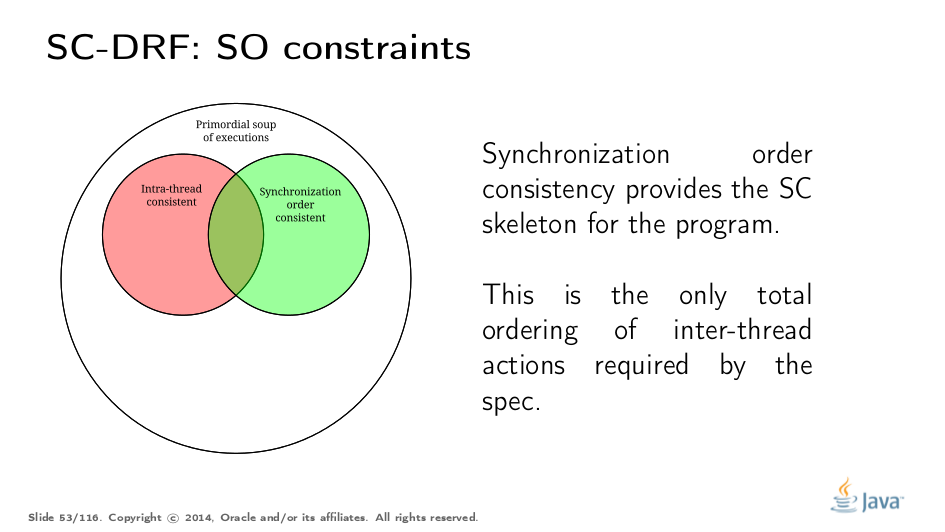 SC-DRF: SO constraints
Primordial soup
of executions
Intra-thread
consistent
Synchronization
order
consistent
Synchronization order
consistency provides the SC
skeleton for the program.
This is the only total
ordering of inter-thread
actions required by the
spec.
Java™
Slide 53/116. Copyright © 2014, Oracle and/or its affiliates. All rights reserved.